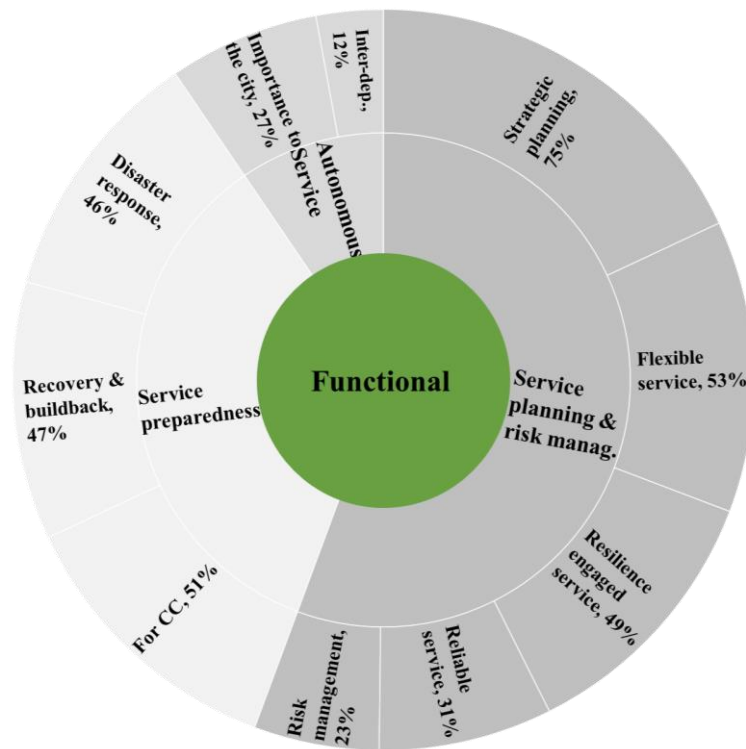 Functional
Service
planning &
risk manag.
Strategic
planning,
75%
Flexible
service, 53%
Resilience
engaged
service, 49%
Reliable
service, 31%
Risk
management,
23%
Service
preparedness
For CC, 51%
Recovery &
buildback,
47%
Disaster
response,
46%
Autonomous
Service
Importance to
the city, 27%
Inter-dep.,
12%